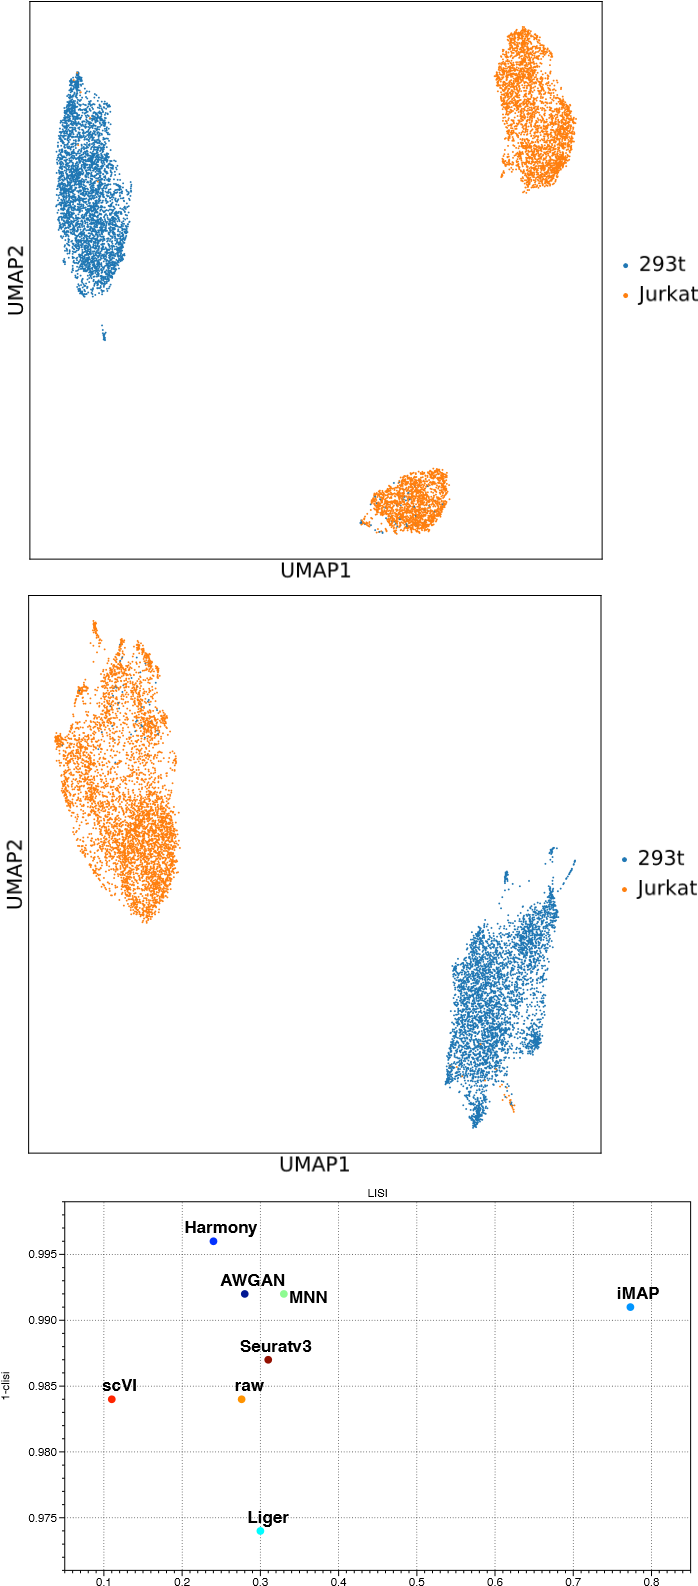 UMAP2
293t
Jurkat
UMAP1
UMAP2
293t
Jurkat
UMAP1
LISI
Harmony
0.995
AWGAN
MNN
iMAP
0.990
Seuratv3
1-clisi
scVI
raw
0.985
0.980
Liger
0.975
0.1 0.2 0.3 0.4 0.5 0.6 0.7 0.8